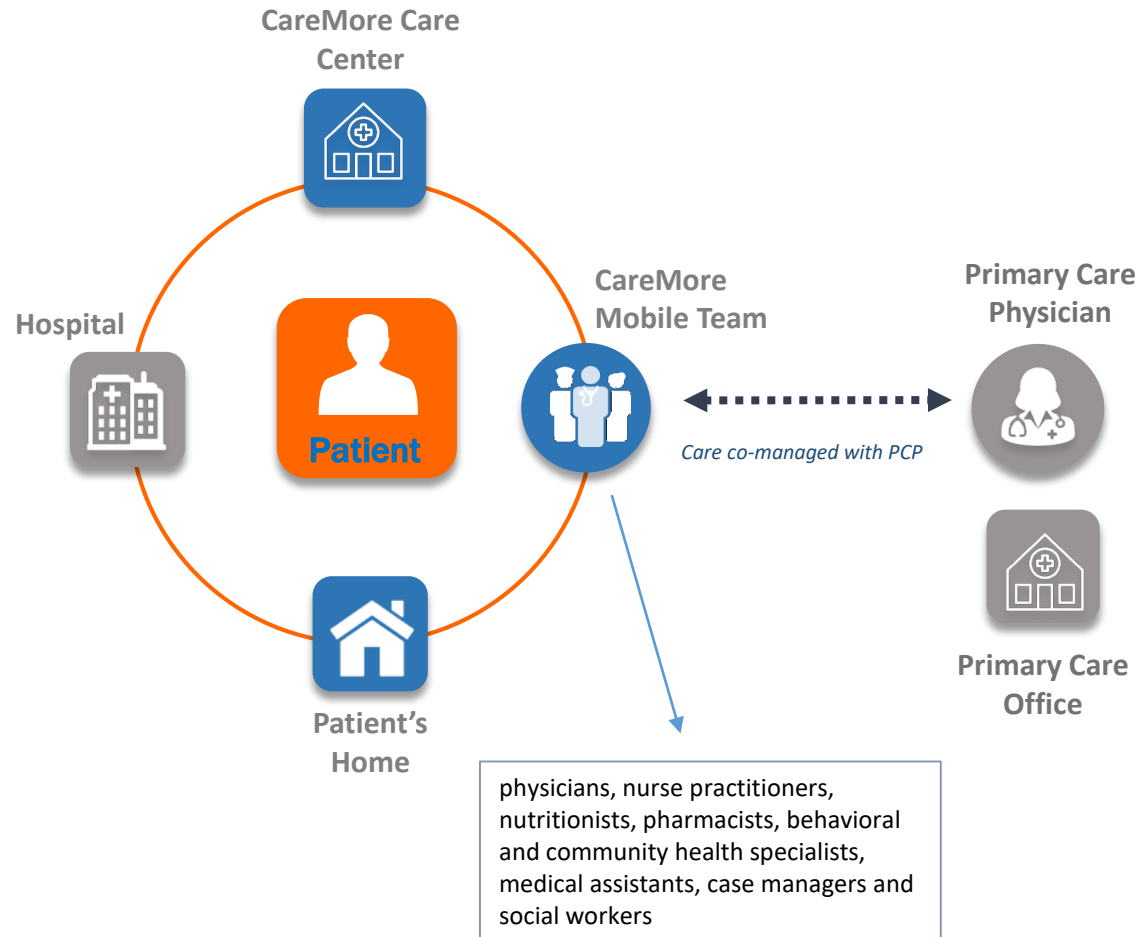 CareMore Care
Center
Hospital
Patient
CareMore
Mobile Team
Care co-managed with PCP
Primary Care
Physician
Primary Care
Office
Patient’s
Home
physicians, nurse practitioners,
nutritionists, pharmacists, behavioral
and community health specialists,
medical assistants, case managers and
social workers